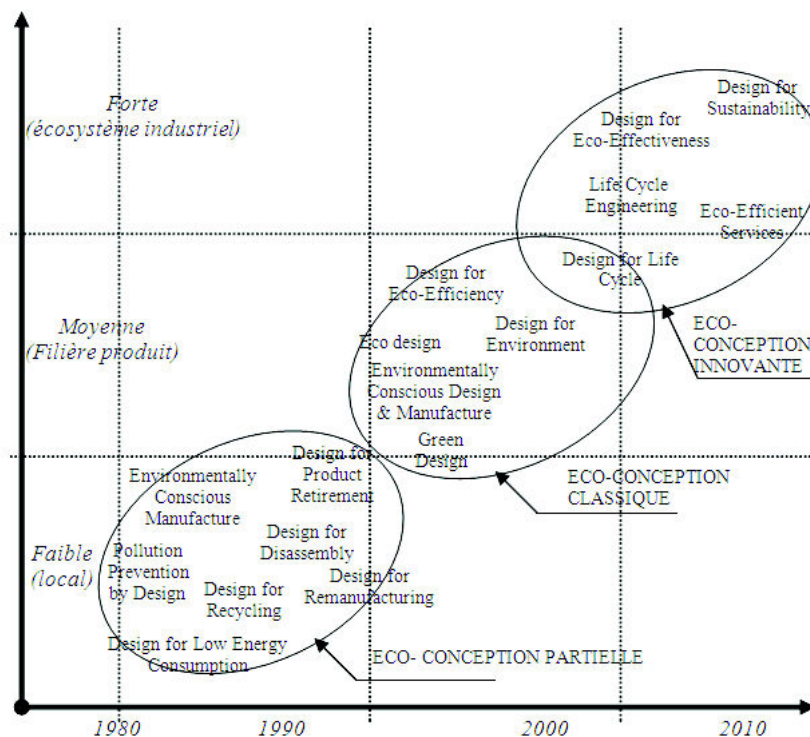 Forte
(écosystème industriel)
Design for
Sustainability
Design for
Eco-Effectiveness
Life Cycle
Engineering
Eco-Efficient
Services
Design for Life
Cycle
Moyenne
(Filière produit)
Design for
Eco-Efficiency
Eco design
Design for
Environment
Environmentally
Conscious Design
& Manufacture
Green
Design
ECO-
CONCEPTION
INNOVANTE
ECO-CONCEPTION
CLASSIQUE
Faible
(local)
Environmentally
Conscious
Manufacture
Design for
Product
Retirement
Pollution
Prevention
by Design
Design for
Disassembly
Design for
Recycling
Design for
Remanufacturing
Design for Low Energy
Consumption
ECO- CONCEPTION PARTIELLE
1980 1990 2000 2010